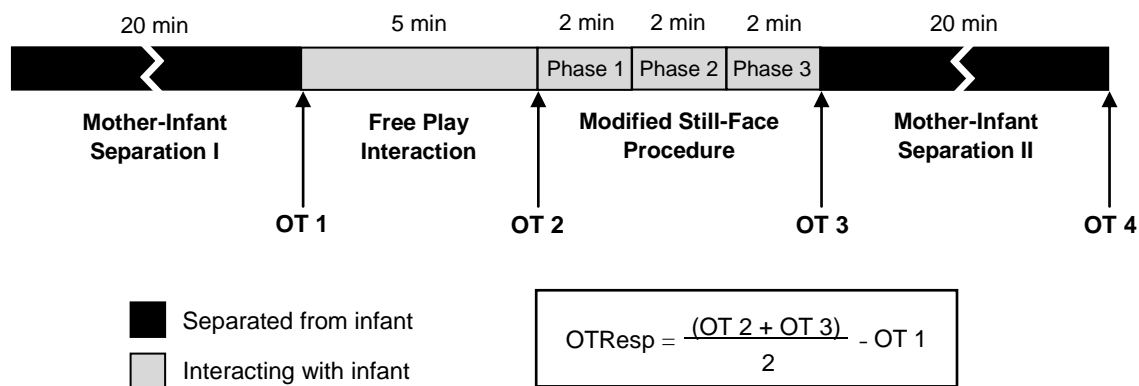 20 min 5 min 2 min 2 min 2 min 20 min
Phase 1 Phase 2 Phase 3
Mother-Infant Free Play Modified Still-Face Mother-Infant
Separation I Interaction Procedure Separation II
OT 1 OT 2 OT 3 OT 4
Separated from infant
Interacting with infant
OTResp = (OT 2 + OT 3) - OT 1
2